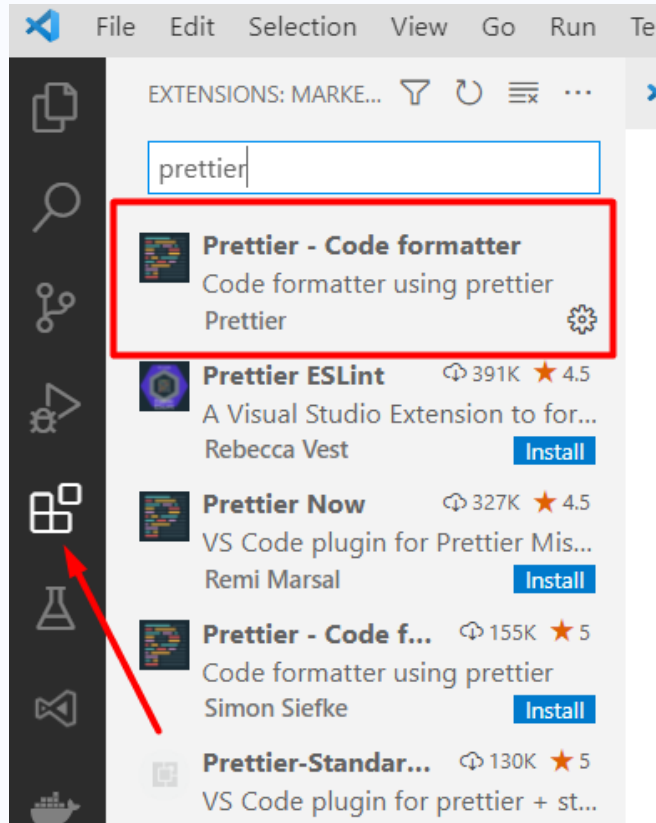 File Edit Selection View Go Run Te
EXTENSIONS: MARKE...
prettier
Prettier - Code formatter
Code formatter using prettier
Prettier
Prettier ESLint 391K ★ 4.5
A Visual Studio Extension to for...
Rebecca Vest Install
Prettier Now 327K ★ 4.5
VS Code plugin for Prettier Mis...
Remi Marsal Install
Prettier - Code f... 155K ★ 5
Code formatter using prettier
Simon Siefke Install
Prettier-Standar... 130K ★ 5
VS Code plugin for prettier + st...